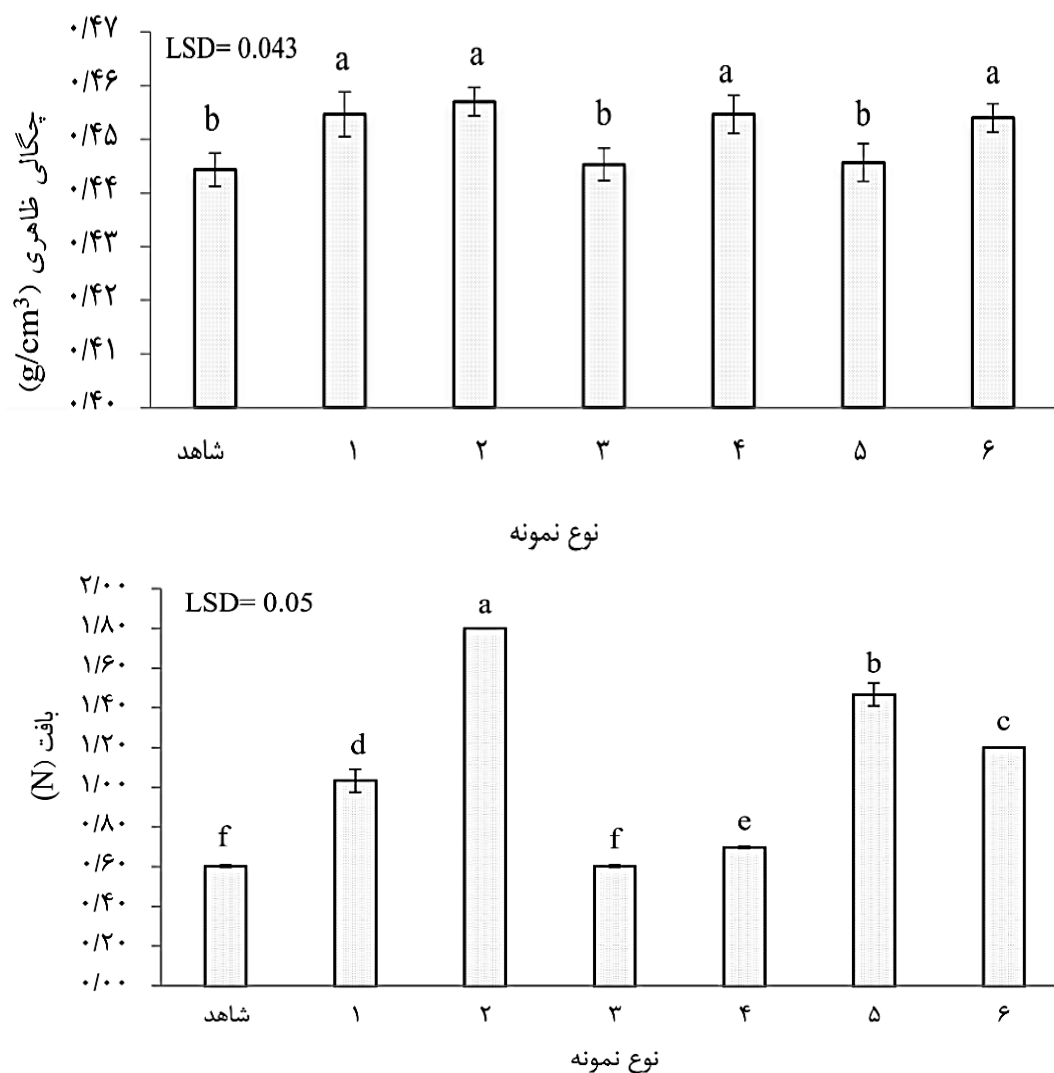 ۰/۴۷
LSD= 0.043
a
a
a
a
b
b
b
۰/۴۶
۰/۴۵
۰/۴۴
۰/۴۳
۰/۴۲
۰/۴۱
۰/۴۰
چگالی ظاهری (g/cm³)
شاهد ۱ ۲ ۳ ۴ ۵ ۶
نوع نمونه
۲/۰۰
LSD= 0.05
a
۱/۸۰
۱/۶۰
b
۱/۴۰
c
۱/۲۰
d
۱/۰۰
۰/۸۰
f
f
e
۰/۶۰
۰/۴۰
۰/۲۰
۰/۰۰
بافت (N)
شاهد ۱ ۲ ۳ ۴ ۵ ۶
نوع نمونه